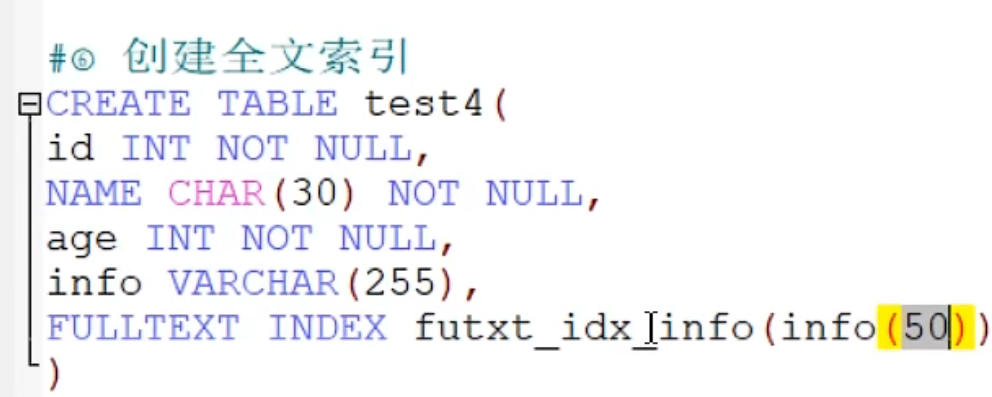 #⑥ 创建全文索引
CREATE TABLE test4(
id INT NOT NULL,
NAME CHAR(30) NOT NULL,
age INT NOT NULL,
info VARCHAR(255),
FULLTEXT INDEX futxt_idx_info(info(50))
)